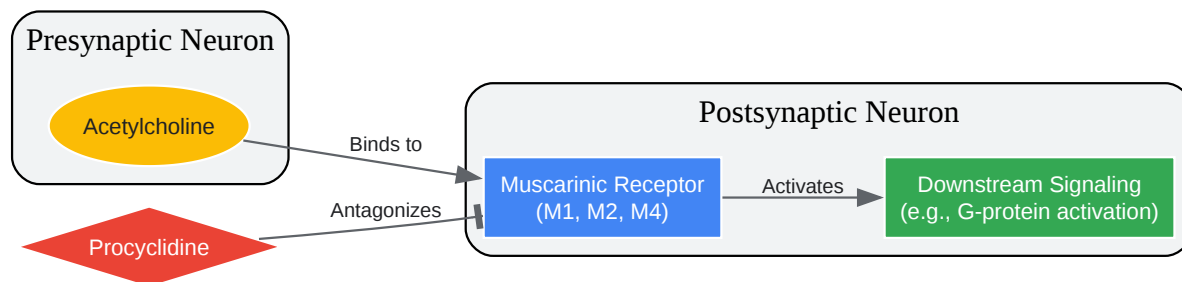 Presynaptic Neuron
Acetylcholine
Binds to
Antagonizes
Procyclidine
Postsynaptic Neuron
Muscarinic Receptor
(M1, M2, M4)
Activates
Downstream Signaling
(e.g., G-protein activation)